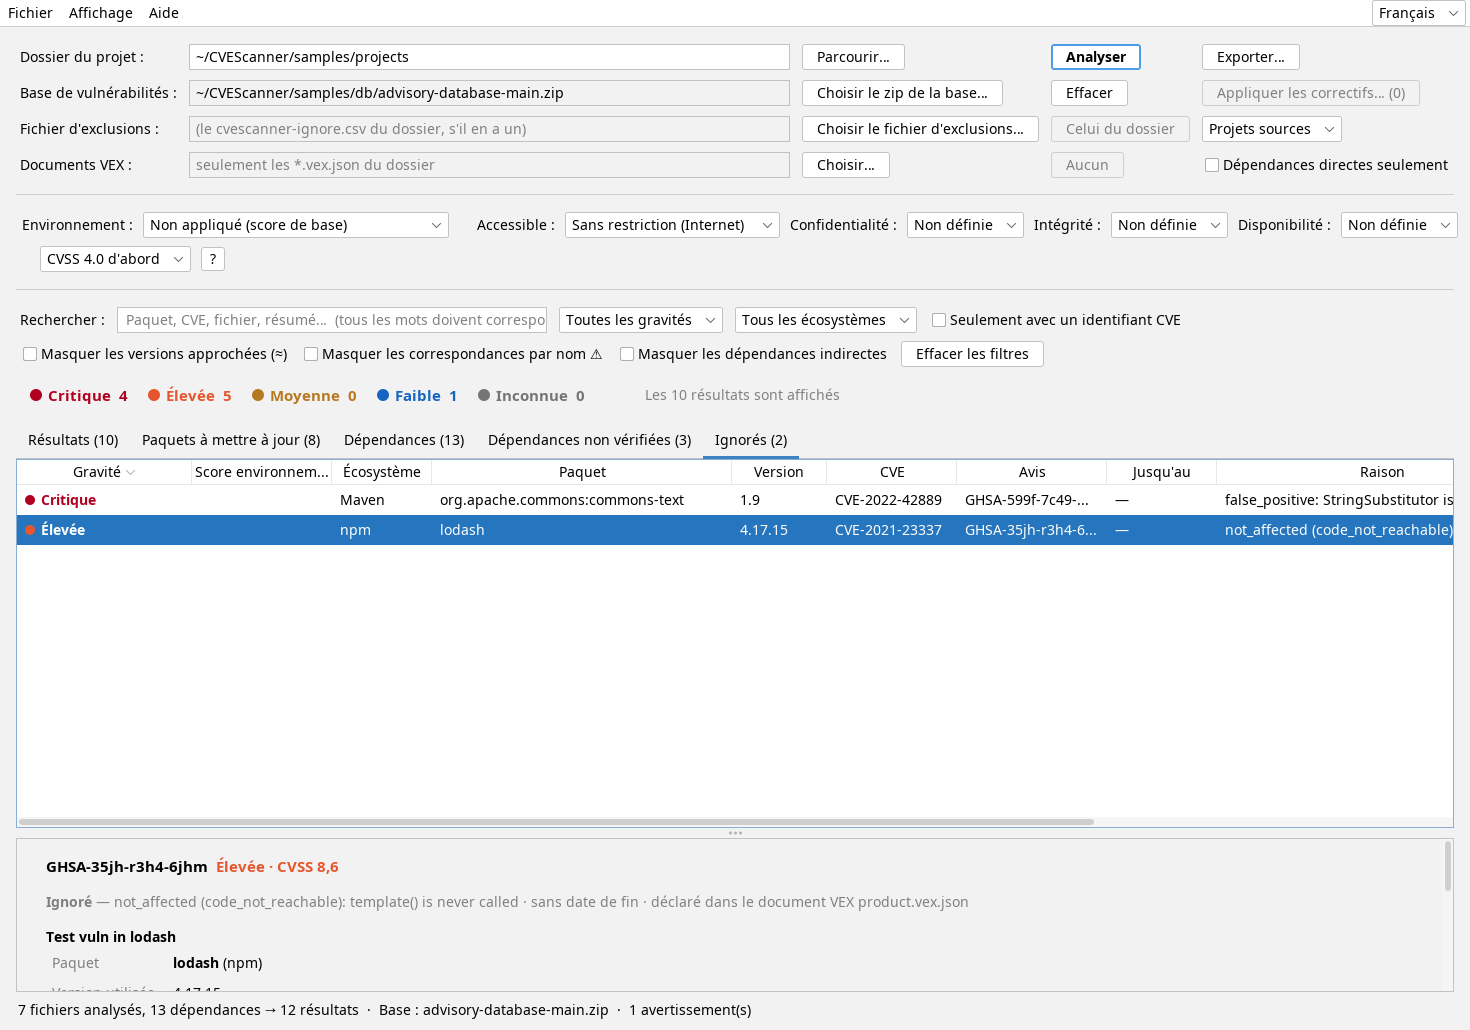 Fichier Affichage Aide Français
Dossier du projet : ~/CVEScanner/samples/projects Parcourir... Analyser Exporter...
Base de vulnérabilités : ~/CVEScanner/samples/db/advisory-database-main.zip Choisir le zip de la base... Effacer Appliquer les correctifs... (0)
Fichier d'exclusions : (le cvescanner-ignore.csv du dossier, s'il en a un) Choisir le fichier d'exclusions... Celui du dossier Projets sources
Documents VEX : seulement les *.vex.json du dossier Choisir... Aucun Dépendances directes seulement
Environnement : Non appliqué (score de base) Accessible : Sans restriction (Internet) Confidentialité : Non définie Intégrité : Non définie Disponibilité : Non définie
CVSS 4.0 d'abord ?
Rechercher : Paquet, CVE, fichier, résumé... (tous les mots doivent correspo Toutes les gravités Tous les écosystèmes Seulement avec un identifiant CVE
Masquer les versions approchées (≈) Masquer les correspondances par nom ⚠ Masquer les dépendances indirectes Effacer les filtres
Critique 4 Élevée 5 Moyenne 0 Faible 1 Inconnue 0 Les 10 résultats sont affichés
Résultats (10) Paquets à mettre à jour (8) Dépendances (13) Dépendances non vérifiées (3) Ignorés (2)
Gravité Score environnem... Écosystème Paquet Version CVE Avis Jusqu'au Raison
Critique Maven org.apache.commons:commons-text 1.9 CVE-2022-42889 GHSA-599f-7c49-... — false_positive: StringSubstitutor is
Élevée npm lodash 4.17.15 CVE-2021-23337 GHSA-35jh-r3h4-6... — not_affected (code_not_reachable)
GHSA-35jh-r3h4-6jhm Élevée · CVSS 8,6
Ignoré — not_affected (code_not_reachable): template() is never called · sans date de fin · déclaré dans le document VEX product.vex.json
Test vuln in lodash
Paquet lodash (npm)
Version utilisée 4.17.15
7 fichiers analysés, 13 dépendances → 12 résultats · Base : advisory-database-main.zip · 1 avertissement(s)